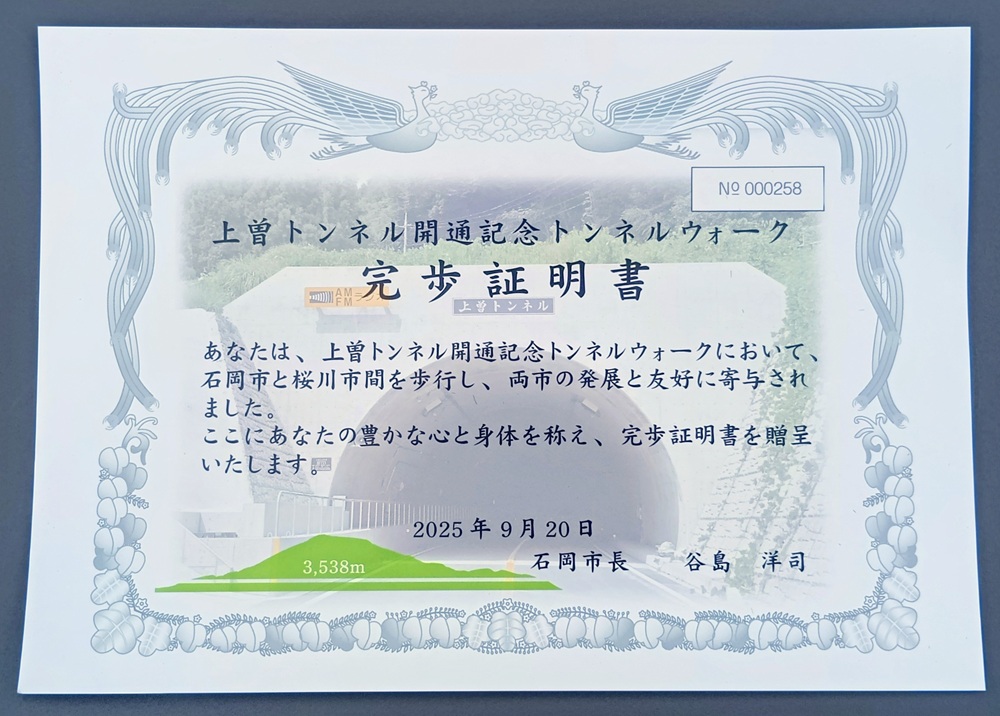 № 000258
上曽トンネル開通記念トンネルウォーク
完歩証明書
AM
FM
上曽トンネル
あなたは、上曽トンネル開通記念トンネルウォークにおいて、
石岡市と桜川市間を歩行し、両市の発展と友好に寄与され
ました。
ここにあなたの豊かな心と身体を称え、完歩証明書を贈呈
いたします。
2025年9月20日
石岡市長 谷島 洋司
3,538m